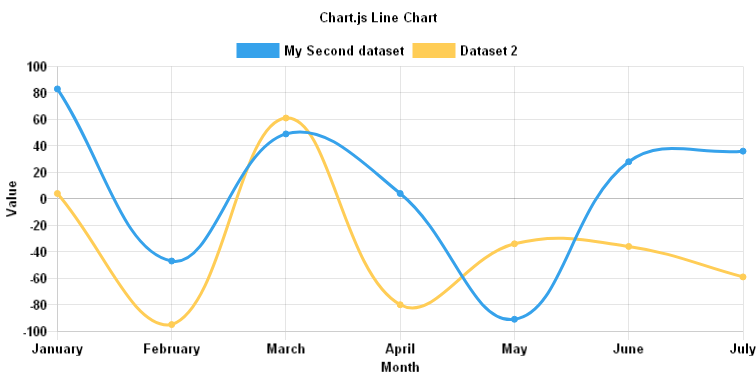 Chart.js Line Chart
My Second dataset
Dataset 2
100
80
60
40
20
0
-20
-40
-60
-80
-100
Value
January
February
March
April
May
June
July
Month